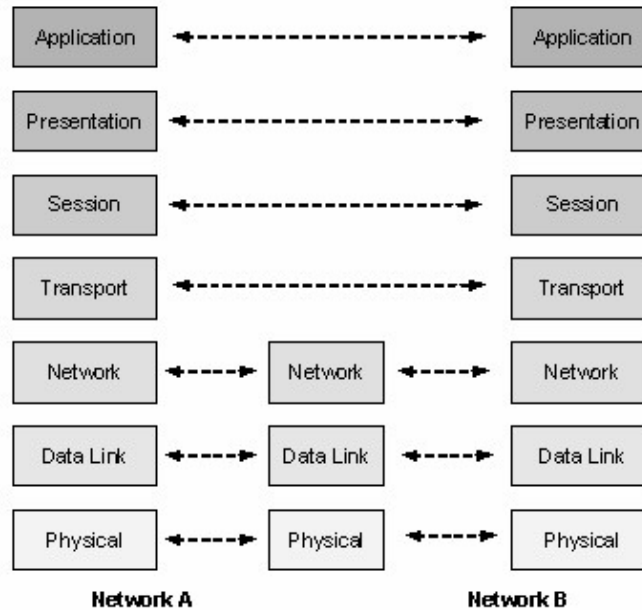 Application Application
Presentation Presentation
Session Session
Transport Transport
Network Network Network
Data Link Data Link Data Link
Physical Physical Physical
Network A Network B